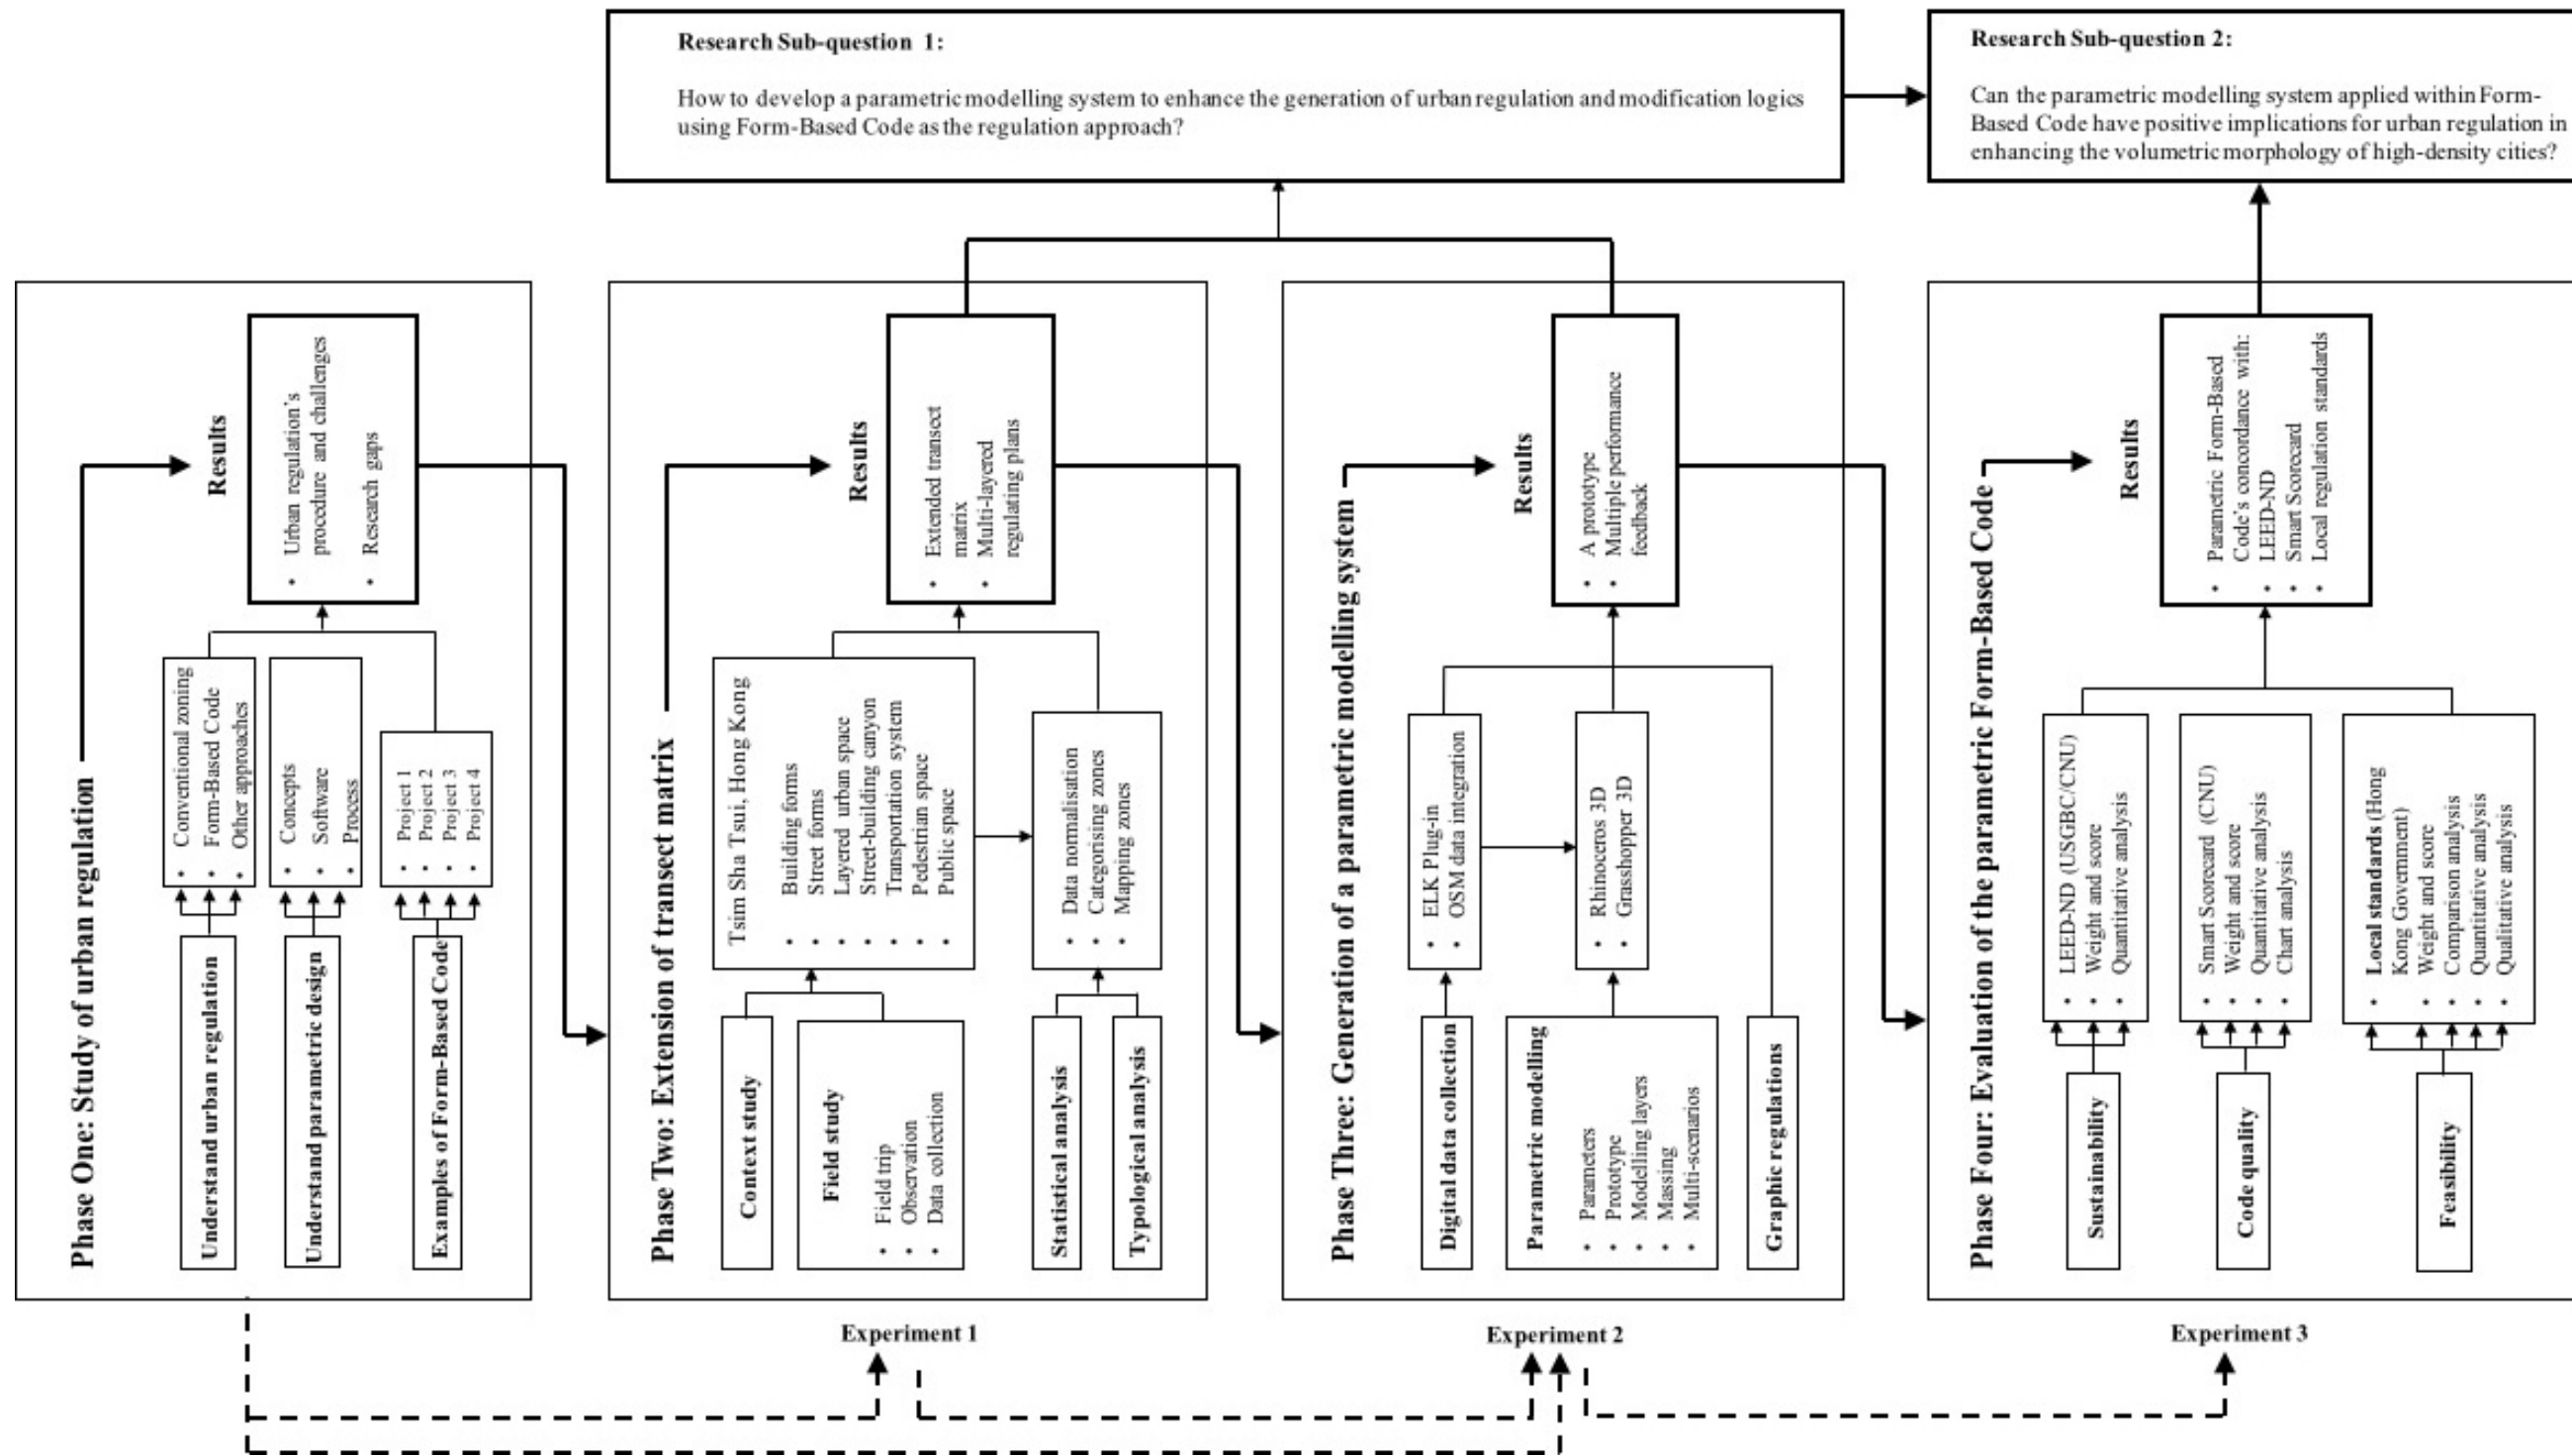 Research Sub-question 1:
How to develop a parametric modelling system to enhance the generation of urban regulation and modification logics
using Form-Based Code as the regulation approach?
Research Sub-question 2:
Can the parametric modelling system applied within Form-
Based Code have positive implications for urban regulation in
enhancing the volumetric morphology of high-density cities?
Phase One: Study of urban regulation
Results
• Urban regulation's
procedure and challenges
• Research gaps
• Conventional zoning
• Form-Based Code
• Other approaches
• Concepts
• Software
• Process
• Project 1
• Project 2
• Project 3
• Project 4
Understand urban regulation
Understand parametric design
Examples of Form-Based Code
Phase Two: Extension of transect matrix
Results
• Extended transect
matrix
• Multi-layered
regulating plans
Tsim Sha Tsui, Hong Kong
• Building forms
• Street forms
• Layered urban space
• Street-building canyon
• Transportation system
• Pedestrian space
• Public space
• Data normalisation
• Categorising zones
• Mapping zones
Context study
Field study
• Field trip
• Observation
• Data collection
Statistical analysis
Typological analysis
Phase Three: Generation of a parametric modelling system
Results
• A prototype
• Multiple performance
feedback
• ELK Plug-in
• OSM data integration
• Rhinoceros 3D
• Grasshopper 3D
Digital data collection
Parametric modelling
• Parameters
• Prototype
• Modelling layers
• Massing
• Multi-scenarios
Graphic regulations
Phase Four: Evaluation of the parametric Form-Based Code
Results
• Parametric Form-Based
Code's concordance with:
• LEED-ND
• Smart Scorecard
• Local regulation standards
• LEED-ND (USGBC/CNU)
• Weight and score
• Quantitative analysis
• Smart Scorecard (CNU)
• Weight and score
• Quantitative analysis
• Chart analysis
• Local standards (Hong
Kong Government)
• Weight and score
• Comparison analysis
• Quantitative analysis
• Qualitative analysis
Sustainability
Code quality
Feasibility
Experiment 1
Experiment 2
Experiment 3